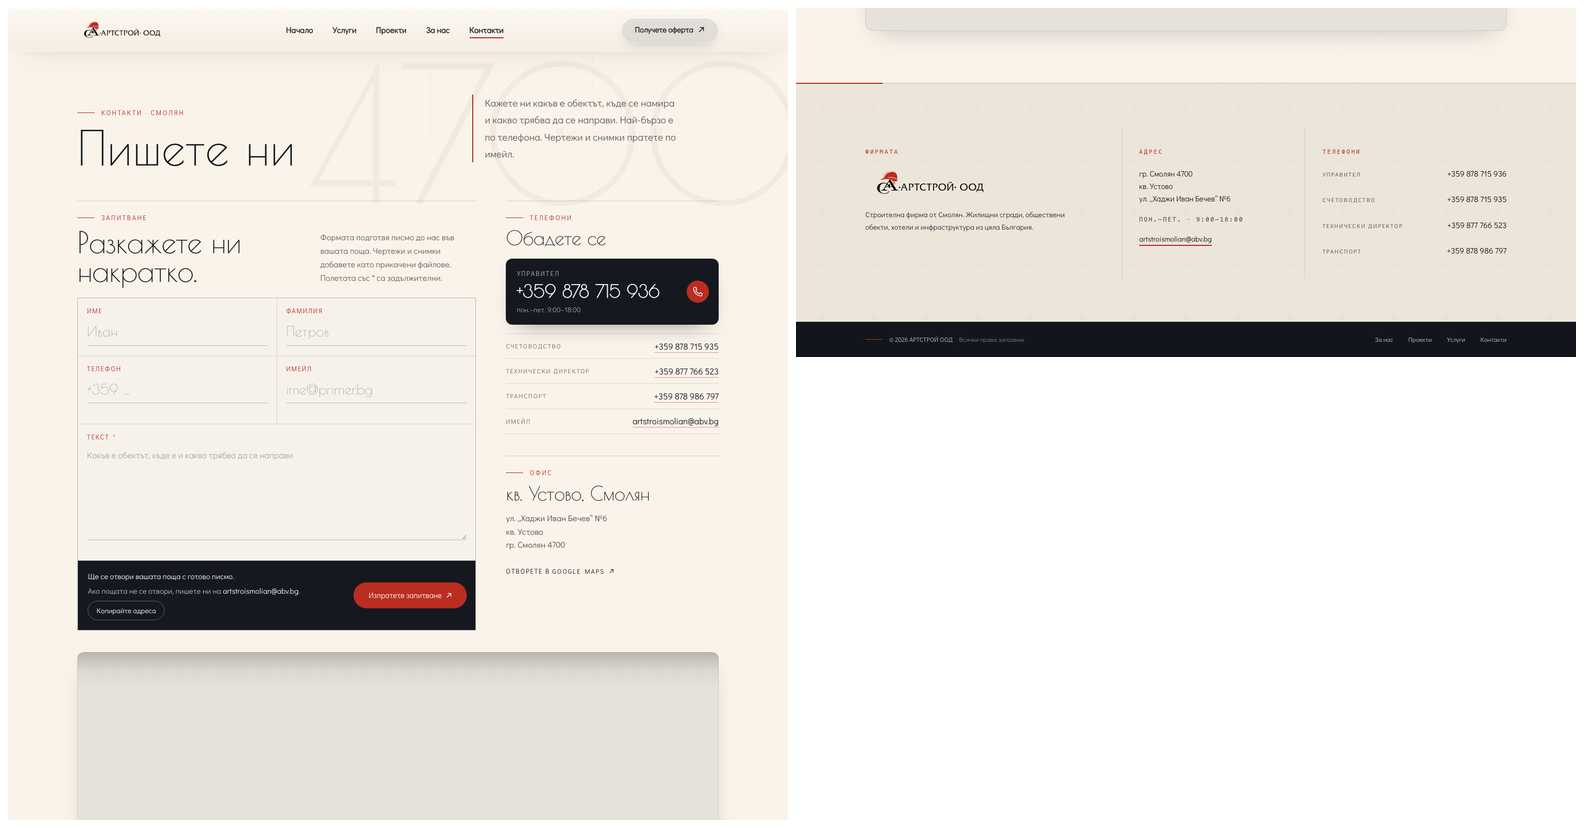 АРТСТРОЙ· ООД
Начало
Услуги
Проекти
За нас
Контакти
Получете оферта
4700
КОНТАКТИ · СМОЛЯН
Пишете ни
Кажете ни какъв е обектът, къде се намира
и какво трябва да се направи. Най-бързо е
по телефона. Чертежи и снимки пратете по
имейл.
ЗАПИТВАНЕ
Разкажете ни
накратко.
Формата подготвя писмо до нас във
вашата поща. Чертежи и снимки
добавете като прикачени файлове.
Полетата със * са задължителни.
ИМЕ
Иван
ФАМИЛИЯ
Петров
ТЕЛЕФОН
+359 ...
ИМЕЙЛ
ime@primer.bg
ТЕКСТ *
Какъв е обектът, къде е и какво трябва да се направи
Ще се отвори вашата поща с готово писмо.
Ако пощата не се отвори, пишете ни на artstroismolian@abv.bg.
Копирайте адреса
Изпратете запитване
ТЕЛЕФОНИ
Обадете се
УПРАВИТЕЛ
+359 878 715 936
пон.–пет. 9:00–18:00
СЧЕТОВОДСТВО +359 878 715 935
ТЕХНИЧЕСКИ ДИРЕКТОР +359 877 766 523
ТРАНСПОРТ +359 878 986 797
ИМЕЙЛ artstroismolian@abv.bg
ОФИС
кв. Устово, Смолян
ул. „Хаджи Иван Бечев“ №6
кв. Устово
гр. Смолян 4700
ОТВОРЕТЕ В GOOGLE MAPS
ФИРМАТА
АРТСТРОЙ· ООД
Строителна фирма от Смолян. Жилищни сгради, обществени
обекти, хотели и инфраструктура из цяла България.
АДРЕС
гр. Смолян 4700
кв. Устово
ул. „Хаджи Иван Бечев“ №6
ПОН.–ПЕТ. · 9:00–18:00
artstroismolian@abv.bg
ТЕЛЕФОНИ
УПРАВИТЕЛ +359 878 715 936
СЧЕТОВОДСТВО +359 878 715 935
ТЕХНИЧЕСКИ ДИРЕКТОР +359 877 766 523
ТРАНСПОРТ +359 878 986 797
© 2026 АРТСТРОЙ ООД Всички права запазени.
За нас
Проекти
Услуги
Контакти